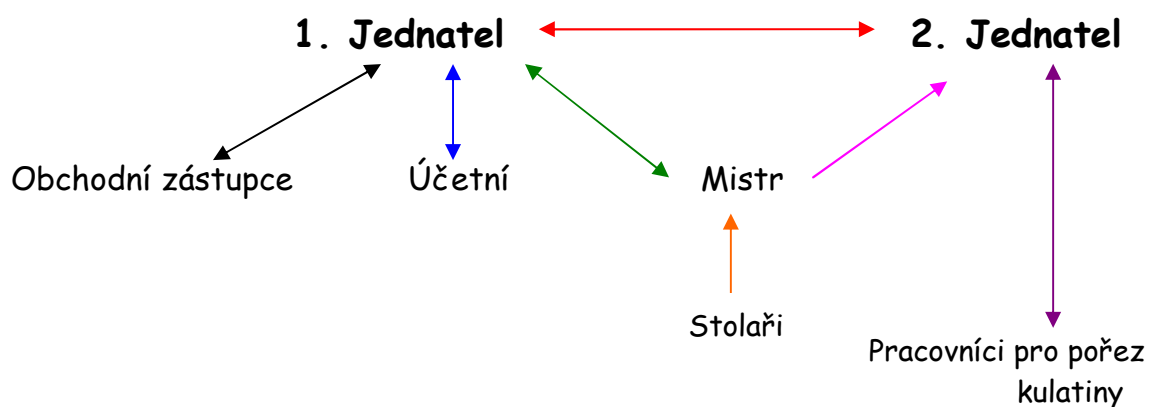 1. Jednatel
2. Jednatel
Obchodní zástupce
Účetní
Mistr
Stolaři
Pracovníci pro pořez
kulatiny